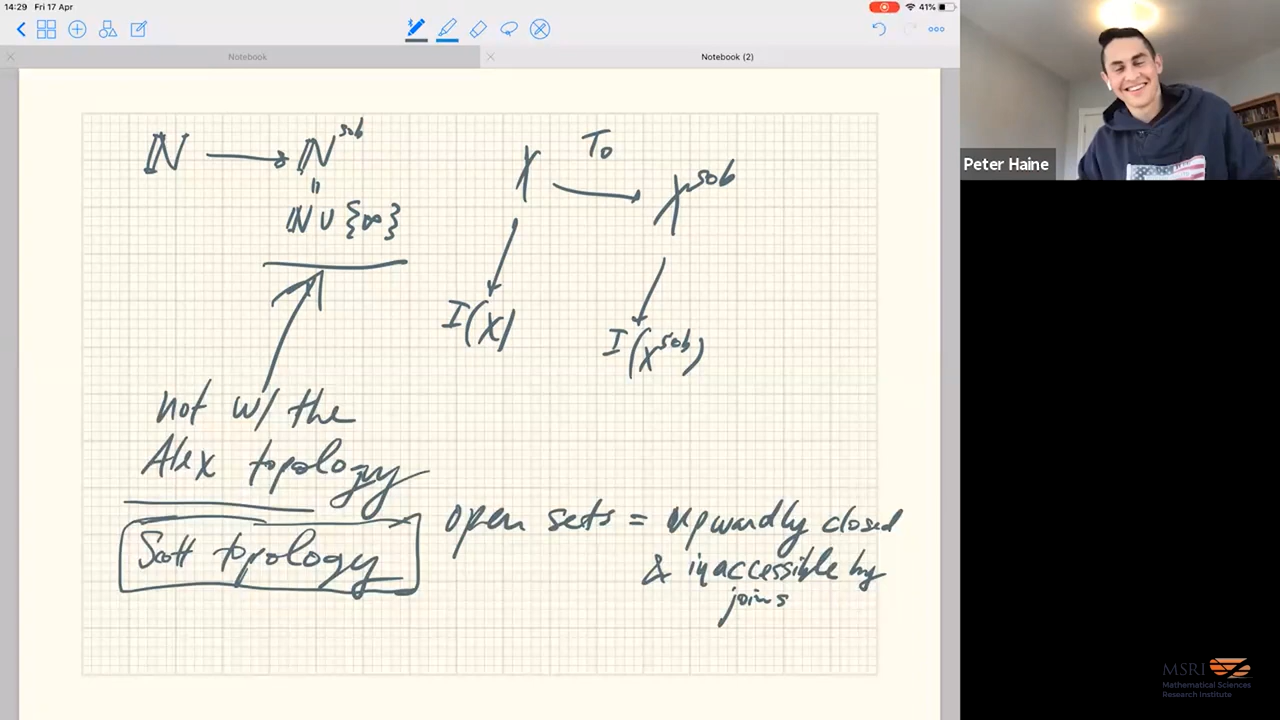 14:29 Fri 17 Apr
41%
Notebook
Notebook (2)
Peter Haine
ℕ → ℕ^sob
=
ℕ ∪ {∞}
X T₀ → X^sob
I(X)
I(X^sob)
not w/ the
Alex topology
Scott topology
open sets = upwardly closed
& inaccessible by
joins
MSRI
Mathematical Sciences
Research Institute